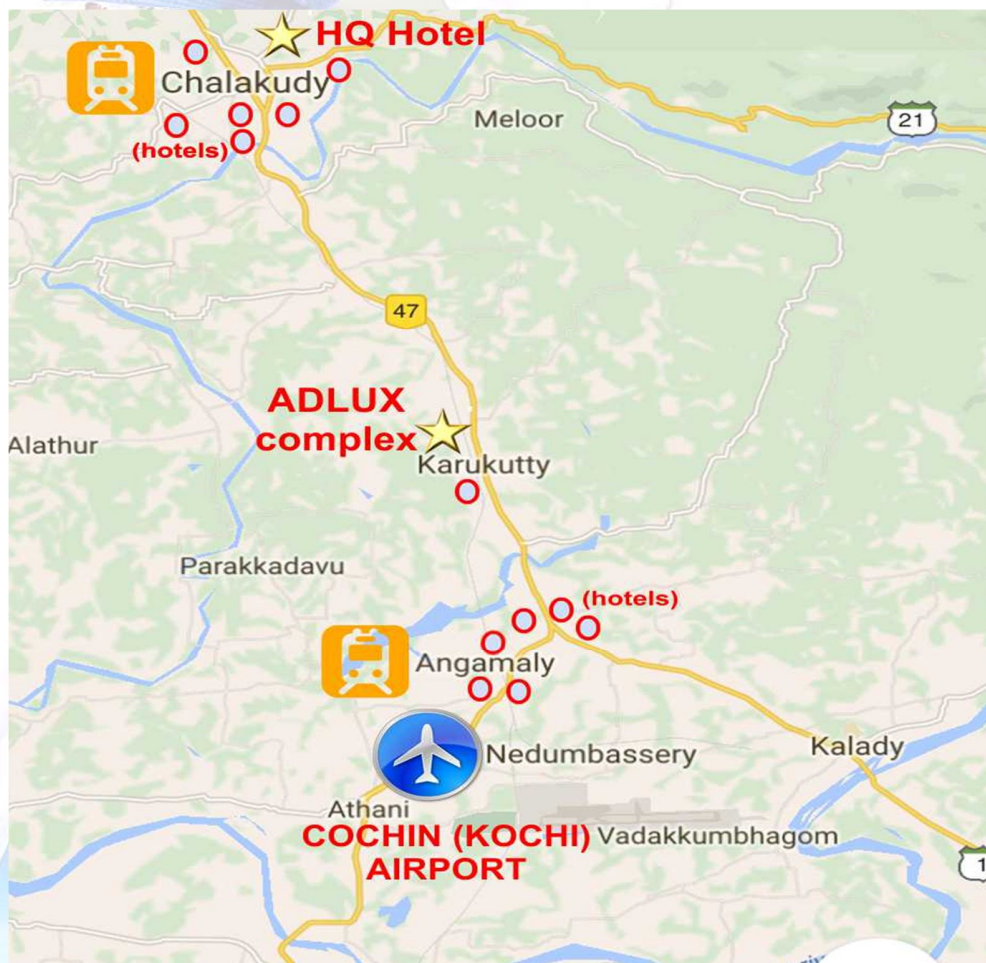 HQ Hotel
Chalakudy
(hotels)
Meloor
21
47
ADLUX
complex
Alathur
Karukutty
Parakkadavu
(hotels)
Angamaly
Nedumbassery
Kalady
Athani
COCHIN (KOCHI)
AIRPORT
Vadakkumbhagom
1